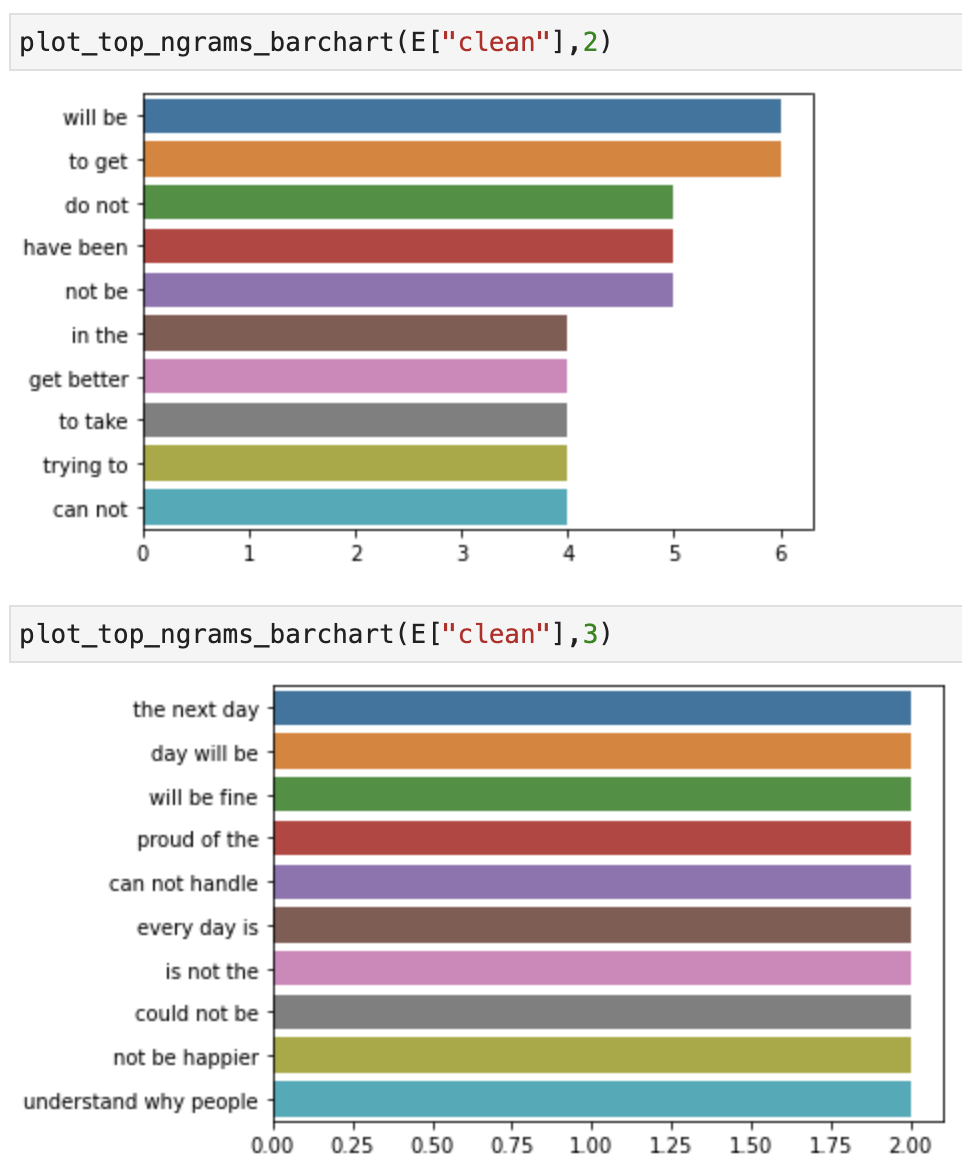 plot_top_ngrams_barchart(E["clean"],2)
will be
to get
do not
have been
not be
in the
get better
to take
trying to
can not
0 1 2 3 4 5 6
plot_top_ngrams_barchart(E["clean"],3)
the next day
day will be
will be fine
proud of the
can not handle
every day is
is not the
could not be
not be happier
understand why people
0.00 0.25 0.50 0.75 1.00 1.25 1.50 1.75 2.00